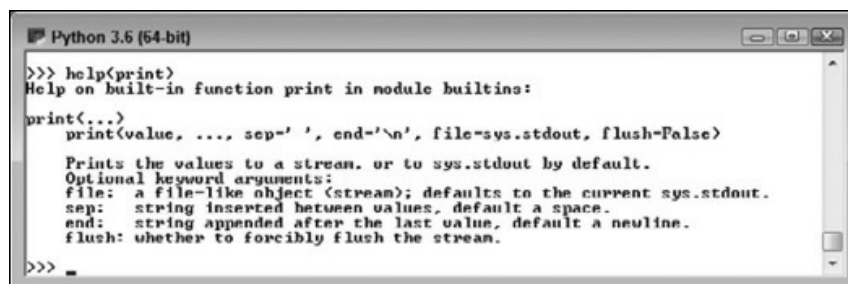 Python 3.6 (64-bit)
>>> help(print)
Help on built-in function print in module builtins:
print(...)
print(value, ..., sep=' ', end='\n', file=sys.stdout, flush=False)
Prints the values to a stream, or to sys.stdout by default.
Optional keyword arguments:
file: a file-like object (stream); defaults to the current sys.stdout.
sep: string inserted between values, default a space.
end: string appended after the last value, default a newline.
flush: whether to forcibly flush the stream.
>>> _